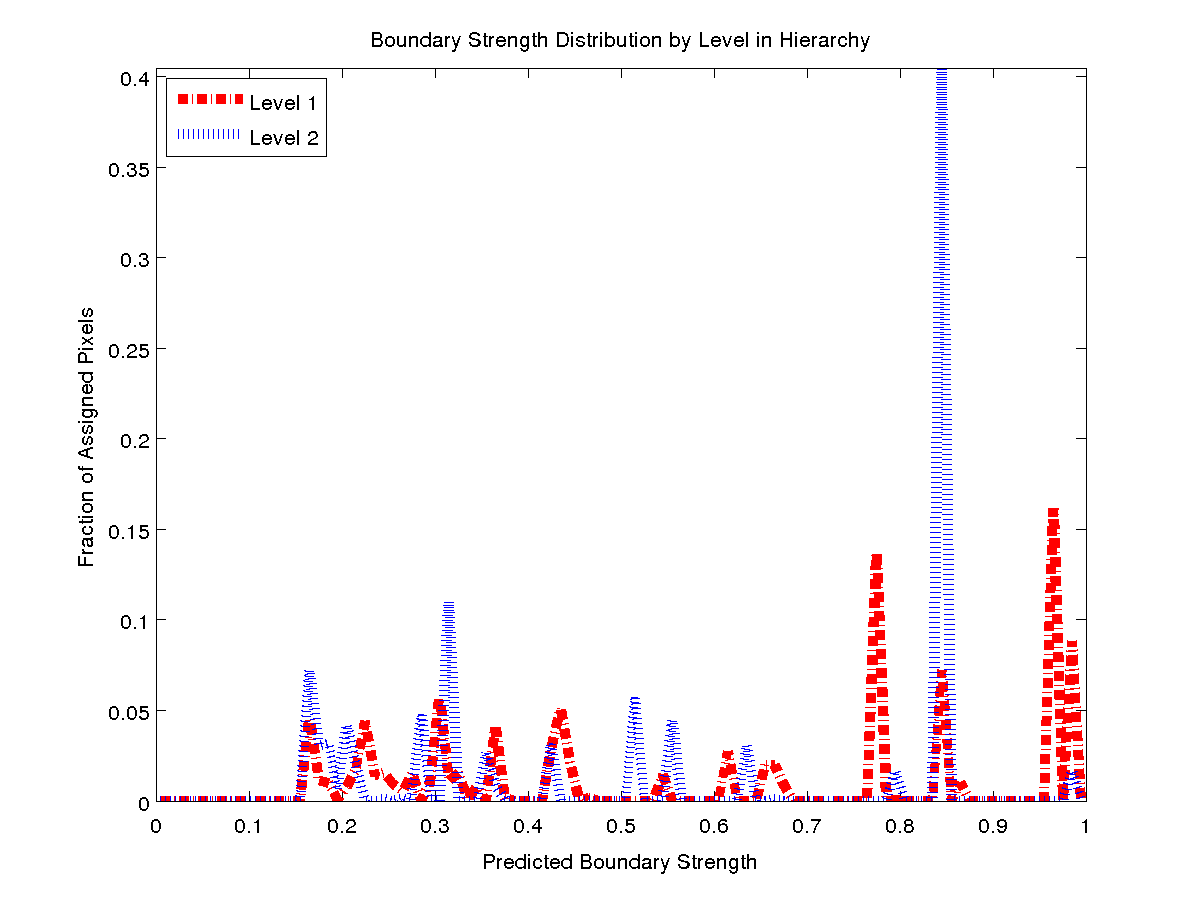 Boundary Strength Distribution by Level in Hierarchy
Level 1
Level 2
Fraction of Assigned Pixels
0.4
0.35
0.3
0.25
0.2
0.15
0.1
0.05
0
0 0.1 0.2 0.3 0.4 0.5 0.6 0.7 0.8 0.9 1
Predicted Boundary Strength